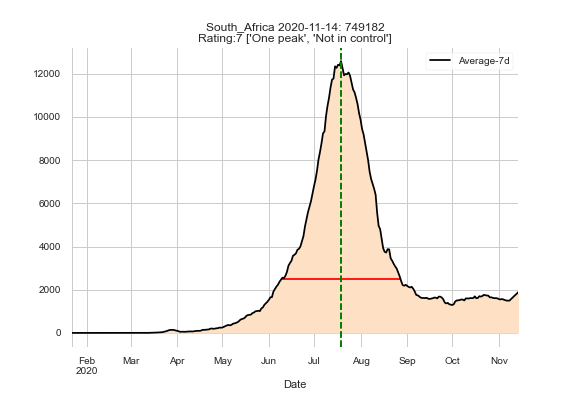 South_Africa 2020-11-14: 749182
Rating:7 ['One peak', 'Not in control']
Average-7d
12000
10000
8000
6000
4000
2000
0
Feb Mar Apr May Jun Jul Aug Sep Oct Nov
2020
Date